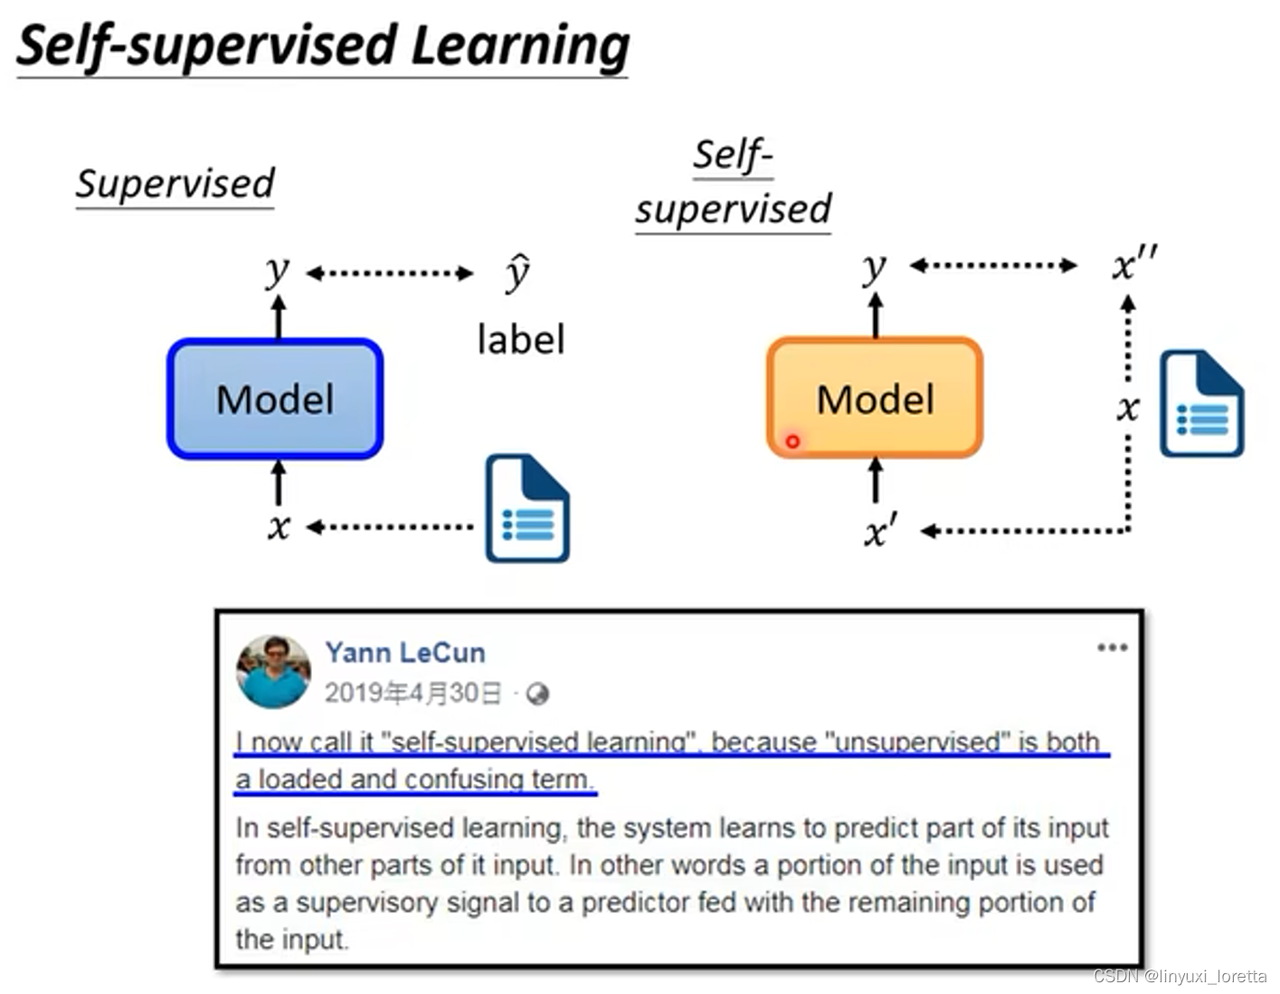 Self-supervised Learning
Supervised
Self-
supervised
y
ŷ
label
Model
x
y
x′′
Model
x
x′
Yann LeCun
2019年4月30日 ·
I now call it "self-supervised learning", because "unsupervised" is both
a loaded and confusing term.
In self-supervised learning, the system learns to predict part of its input
from other parts of it input. In other words a portion of the input is used
as a supervisory signal to a predictor fed with the remaining portion of
the input.
CSDN @linyuxi_loretta